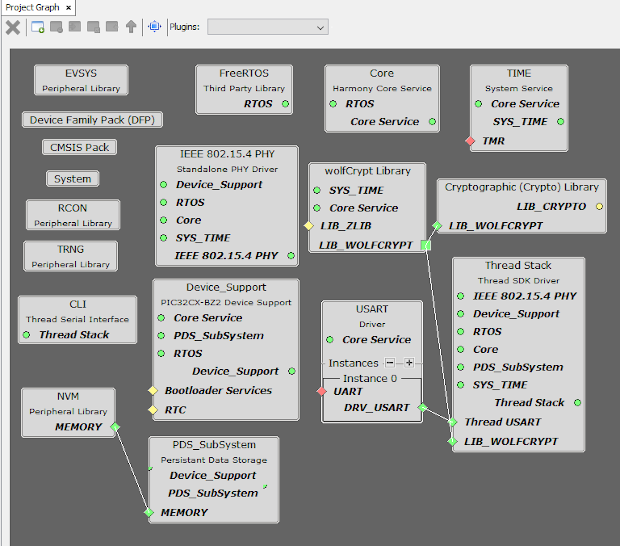 Project Graph ×
Plugins:
EVSYS
Peripheral Library
Device Family Pack (DFP)
CMSIS Pack
System
RCON
Peripheral Library
TRNG
Peripheral Library
CLI
Thread Serial Interface
Thread Stack
NVM
Peripheral Library
MEMORY
FreeRTOS
Third Party Library
RTOS
IEEE 802.15.4 PHY
Standalone PHY Driver
Device_Support
RTOS
Core
SYS_TIME
IEEE 802.15.4 PHY
Device_Support
PIC32CX-BZ2 Device Support
Core Service
PDS_SubSystem
RTOS
Device_Support
Bootloader Services
RTC
PDS_SubSystem
Persistant Data Storage
Device_Support
PDS_SubSystem
MEMORY
Core
Harmony Core Service
RTOS
Core Service
wolfCrypt Library
SYS_TIME
Core Service
LIB_ZLIB
LIB_WOLFCRYPT
USART
Driver
Core Service
Instances
Instance 0
UART
DRV_USART
TIME
System Service
Core Service
SYS_TIME
TMR
Cryptographic (Crypto) Library
LIB_CRYPTO
LIB_WOLFCRYPT
Thread Stack
Thread SDK Driver
IEEE 802.15.4 PHY
Device_Support
RTOS
Core
PDS_SubSystem
SYS_TIME
Thread Stack
Thread USART
LIB_WOLFCRYPT